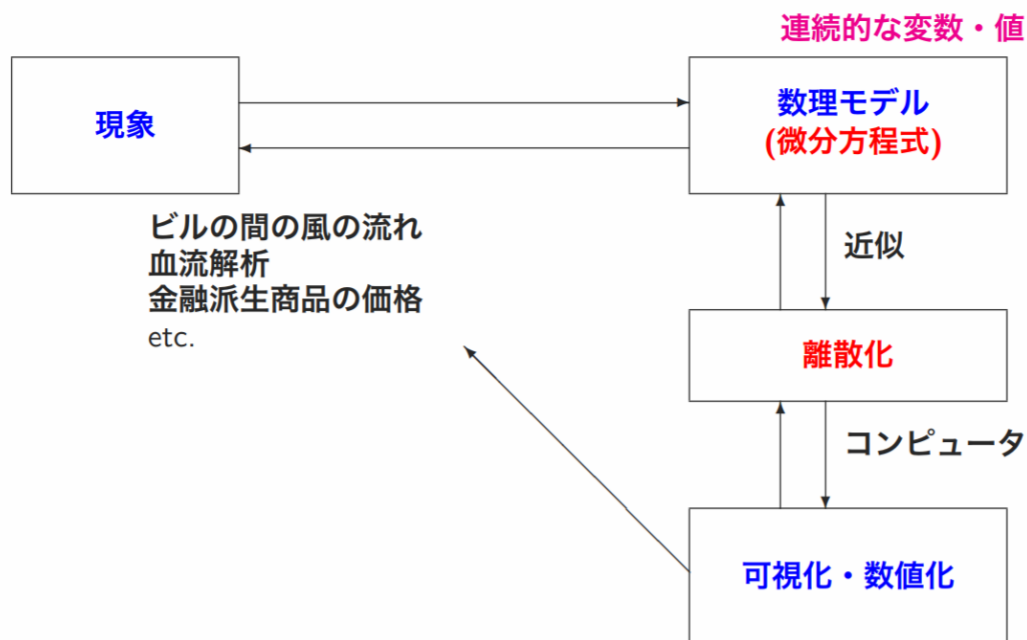 連続的な変数・値
現象
数理モデル
(微分方程式)
ビルの間の風の流れ
血流解析
金融派生商品の価格
etc.
近似
離散化
コンピュータ
可視化・数値化